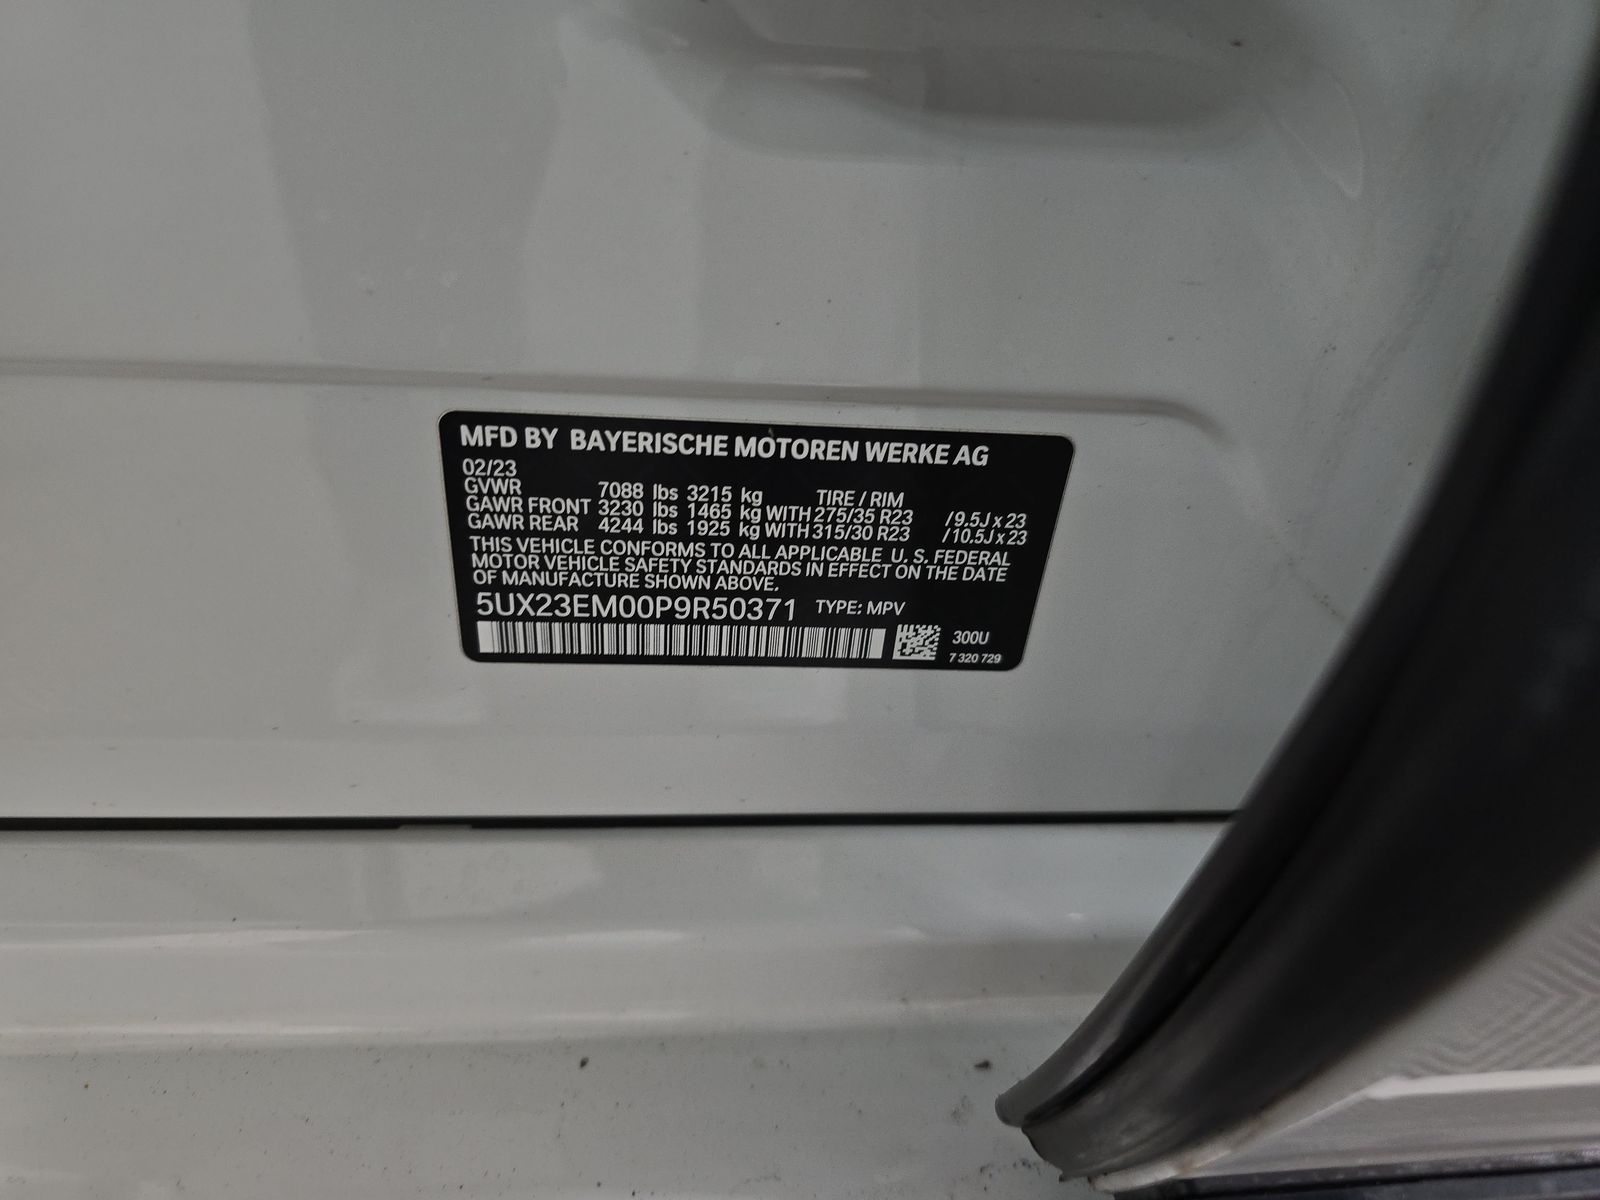 MFD BY BAYERISCHE MOTOREN WERKE AG
02/23
GVWR 7088 lbs 3215 kg TIRE / RIM
GAWR FRONT 3230 lbs 1465 kg WITH 275/35 R23 /9.5J x 23
GAWR REAR 4244 lbs 1925 kg WITH 315/30 R23 /10.5J x 23
THIS VEHICLE CONFORMS TO ALL APPLICABLE U. S. FEDERAL
MOTOR VEHICLE SAFETY STANDARDS IN EFFECT ON THE DATE
OF MANUFACTURE SHOWN ABOVE.
5UX23EM00P9R50371 TYPE: MPV
300U
7 320 729